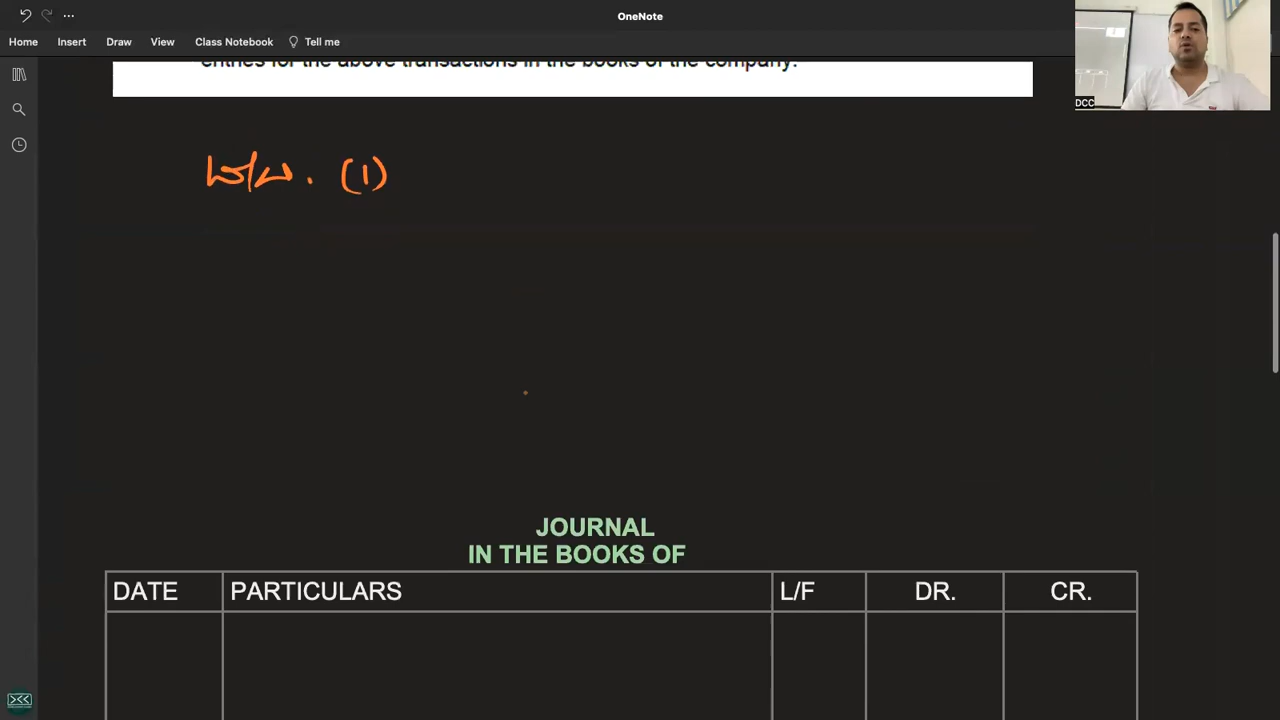 OneNote
Home Insert Draw View Class Notebook Tell me
DCC
entries for the above transactions in the books of the company.
W/N. (1)
JOURNAL
IN THE BOOKS OF
DATE PARTICULARS L/F DR. CR.